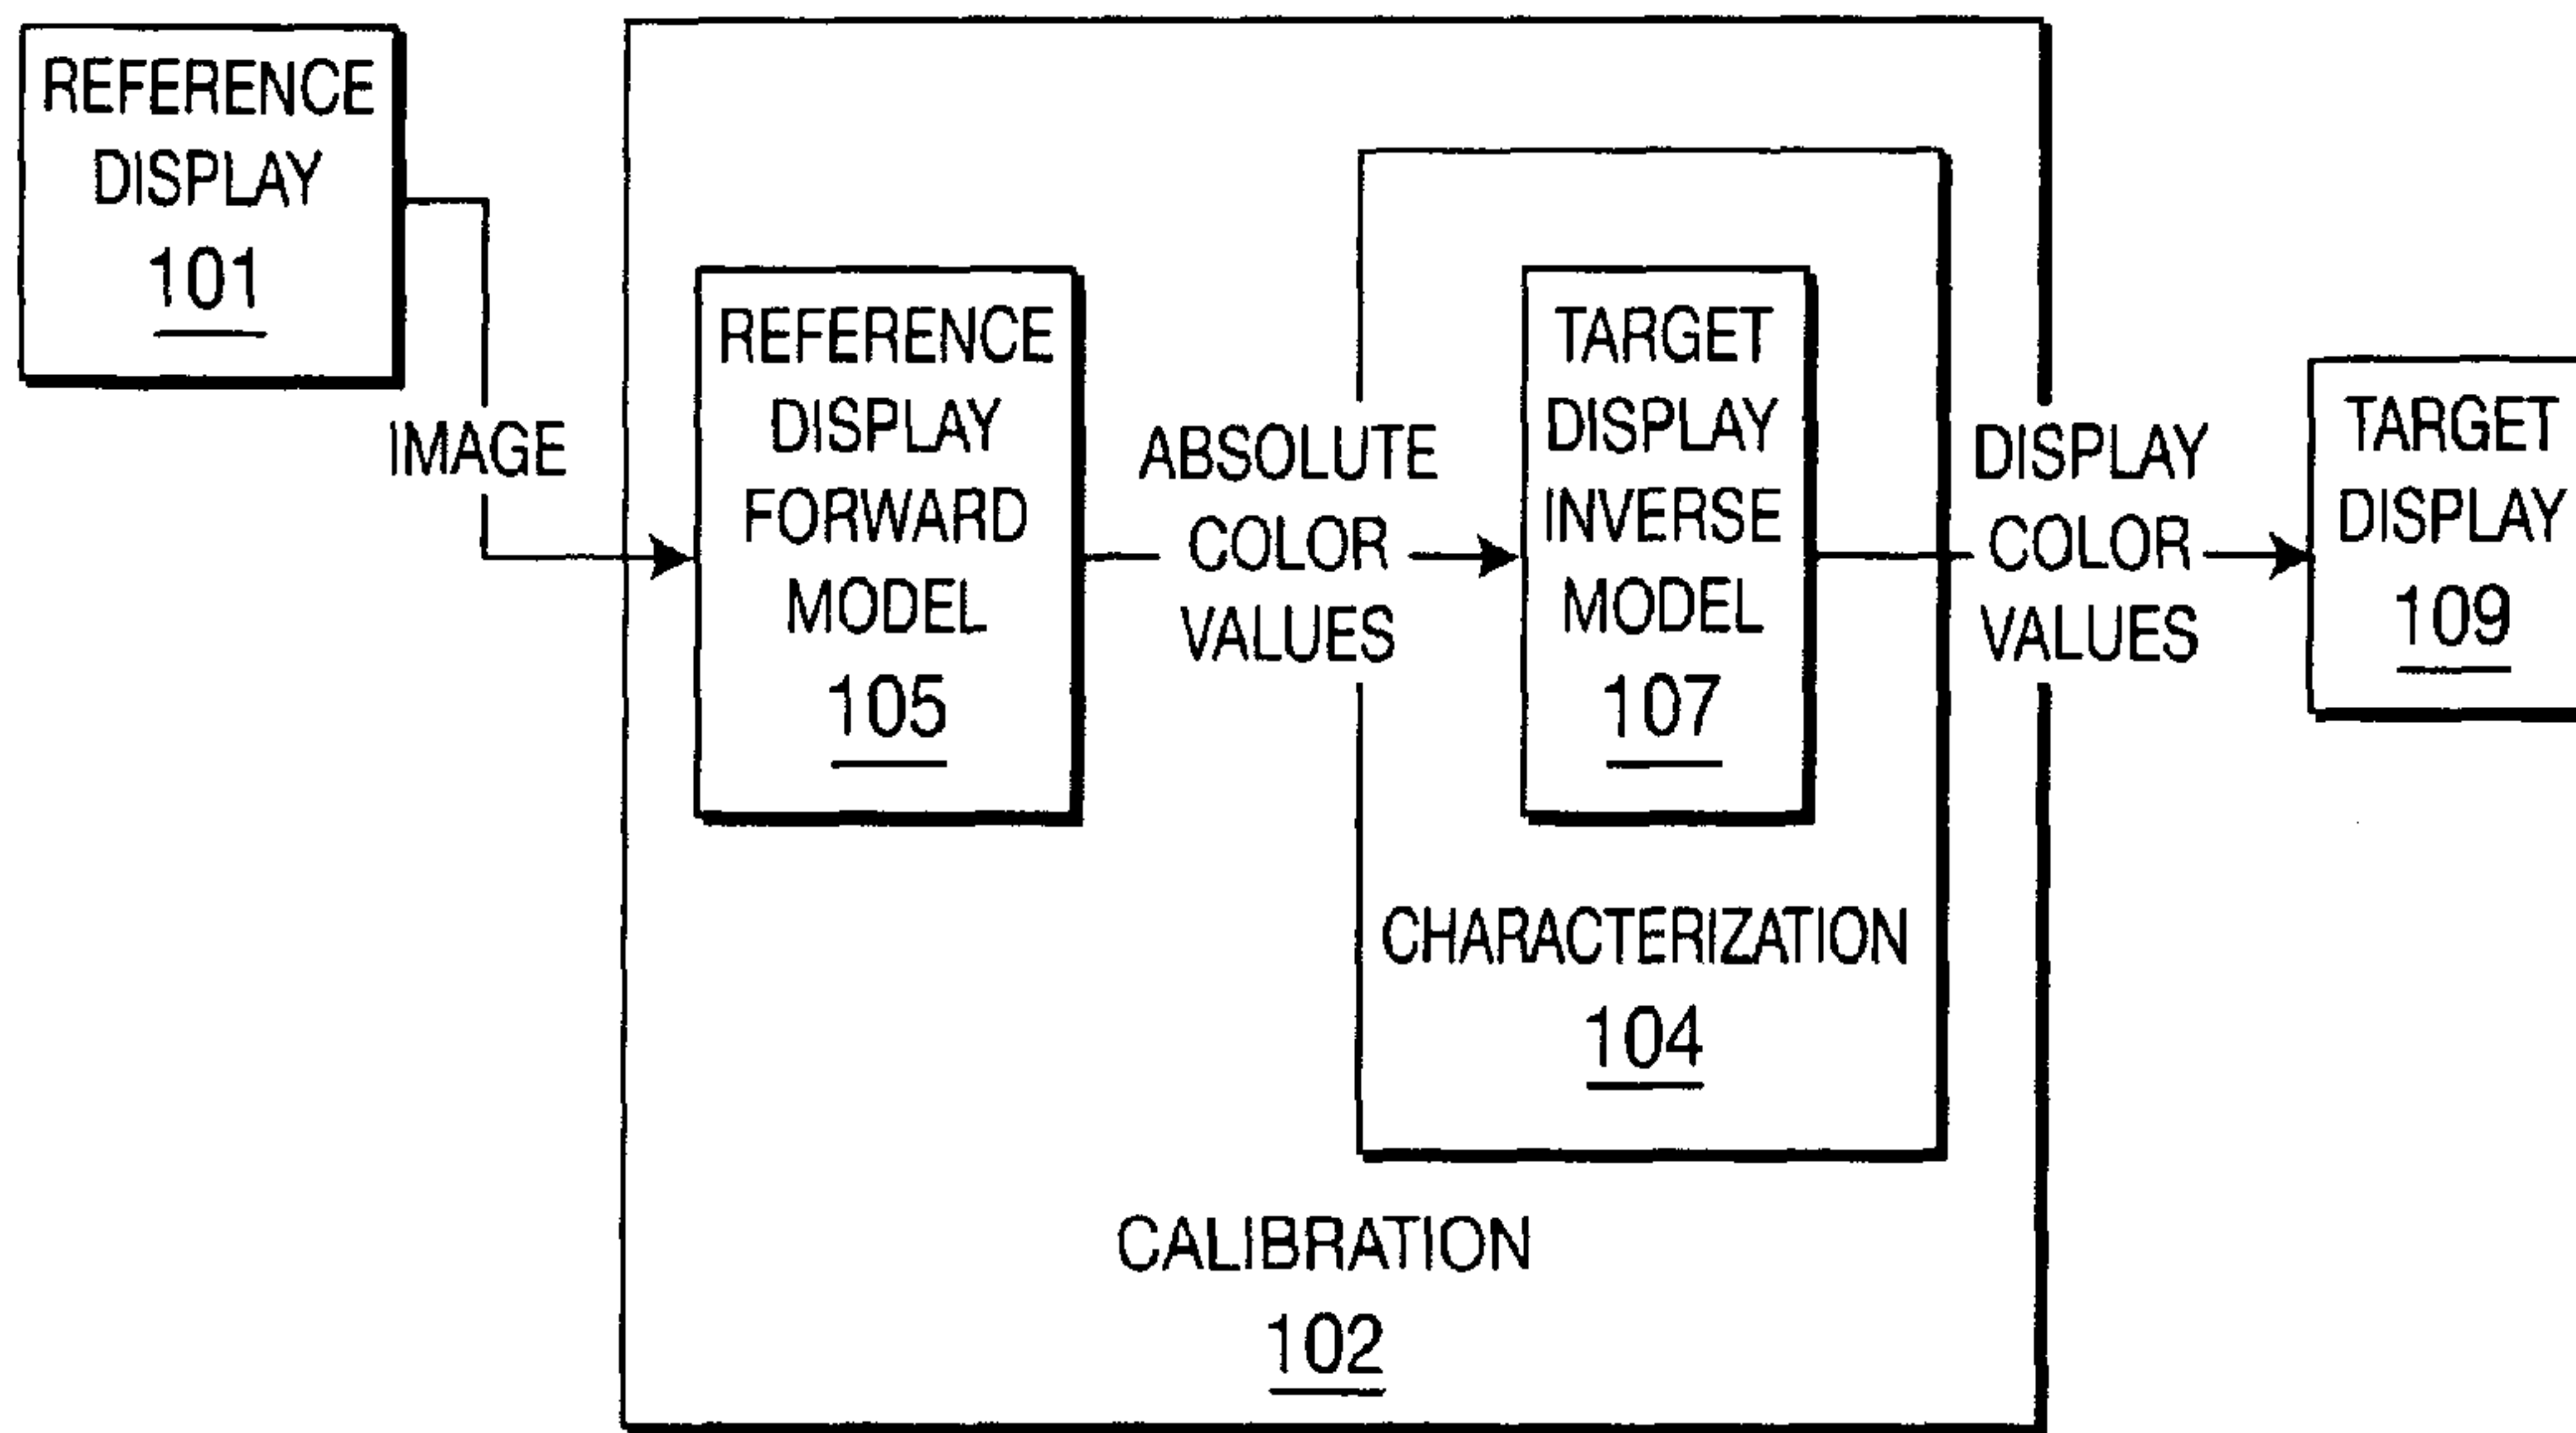 REFERENCE
DISPLAY
101
IMAGE
REFERENCE
DISPLAY
FORWARD
MODEL
105
ABSOLUTE
COLOR
VALUES
TARGET
DISPLAY
INVERSE
MODEL
107
CHARACTERIZATION
104
CALIBRATION
102
DISPLAY
COLOR
VALUES
TARGET
DISPLAY
109